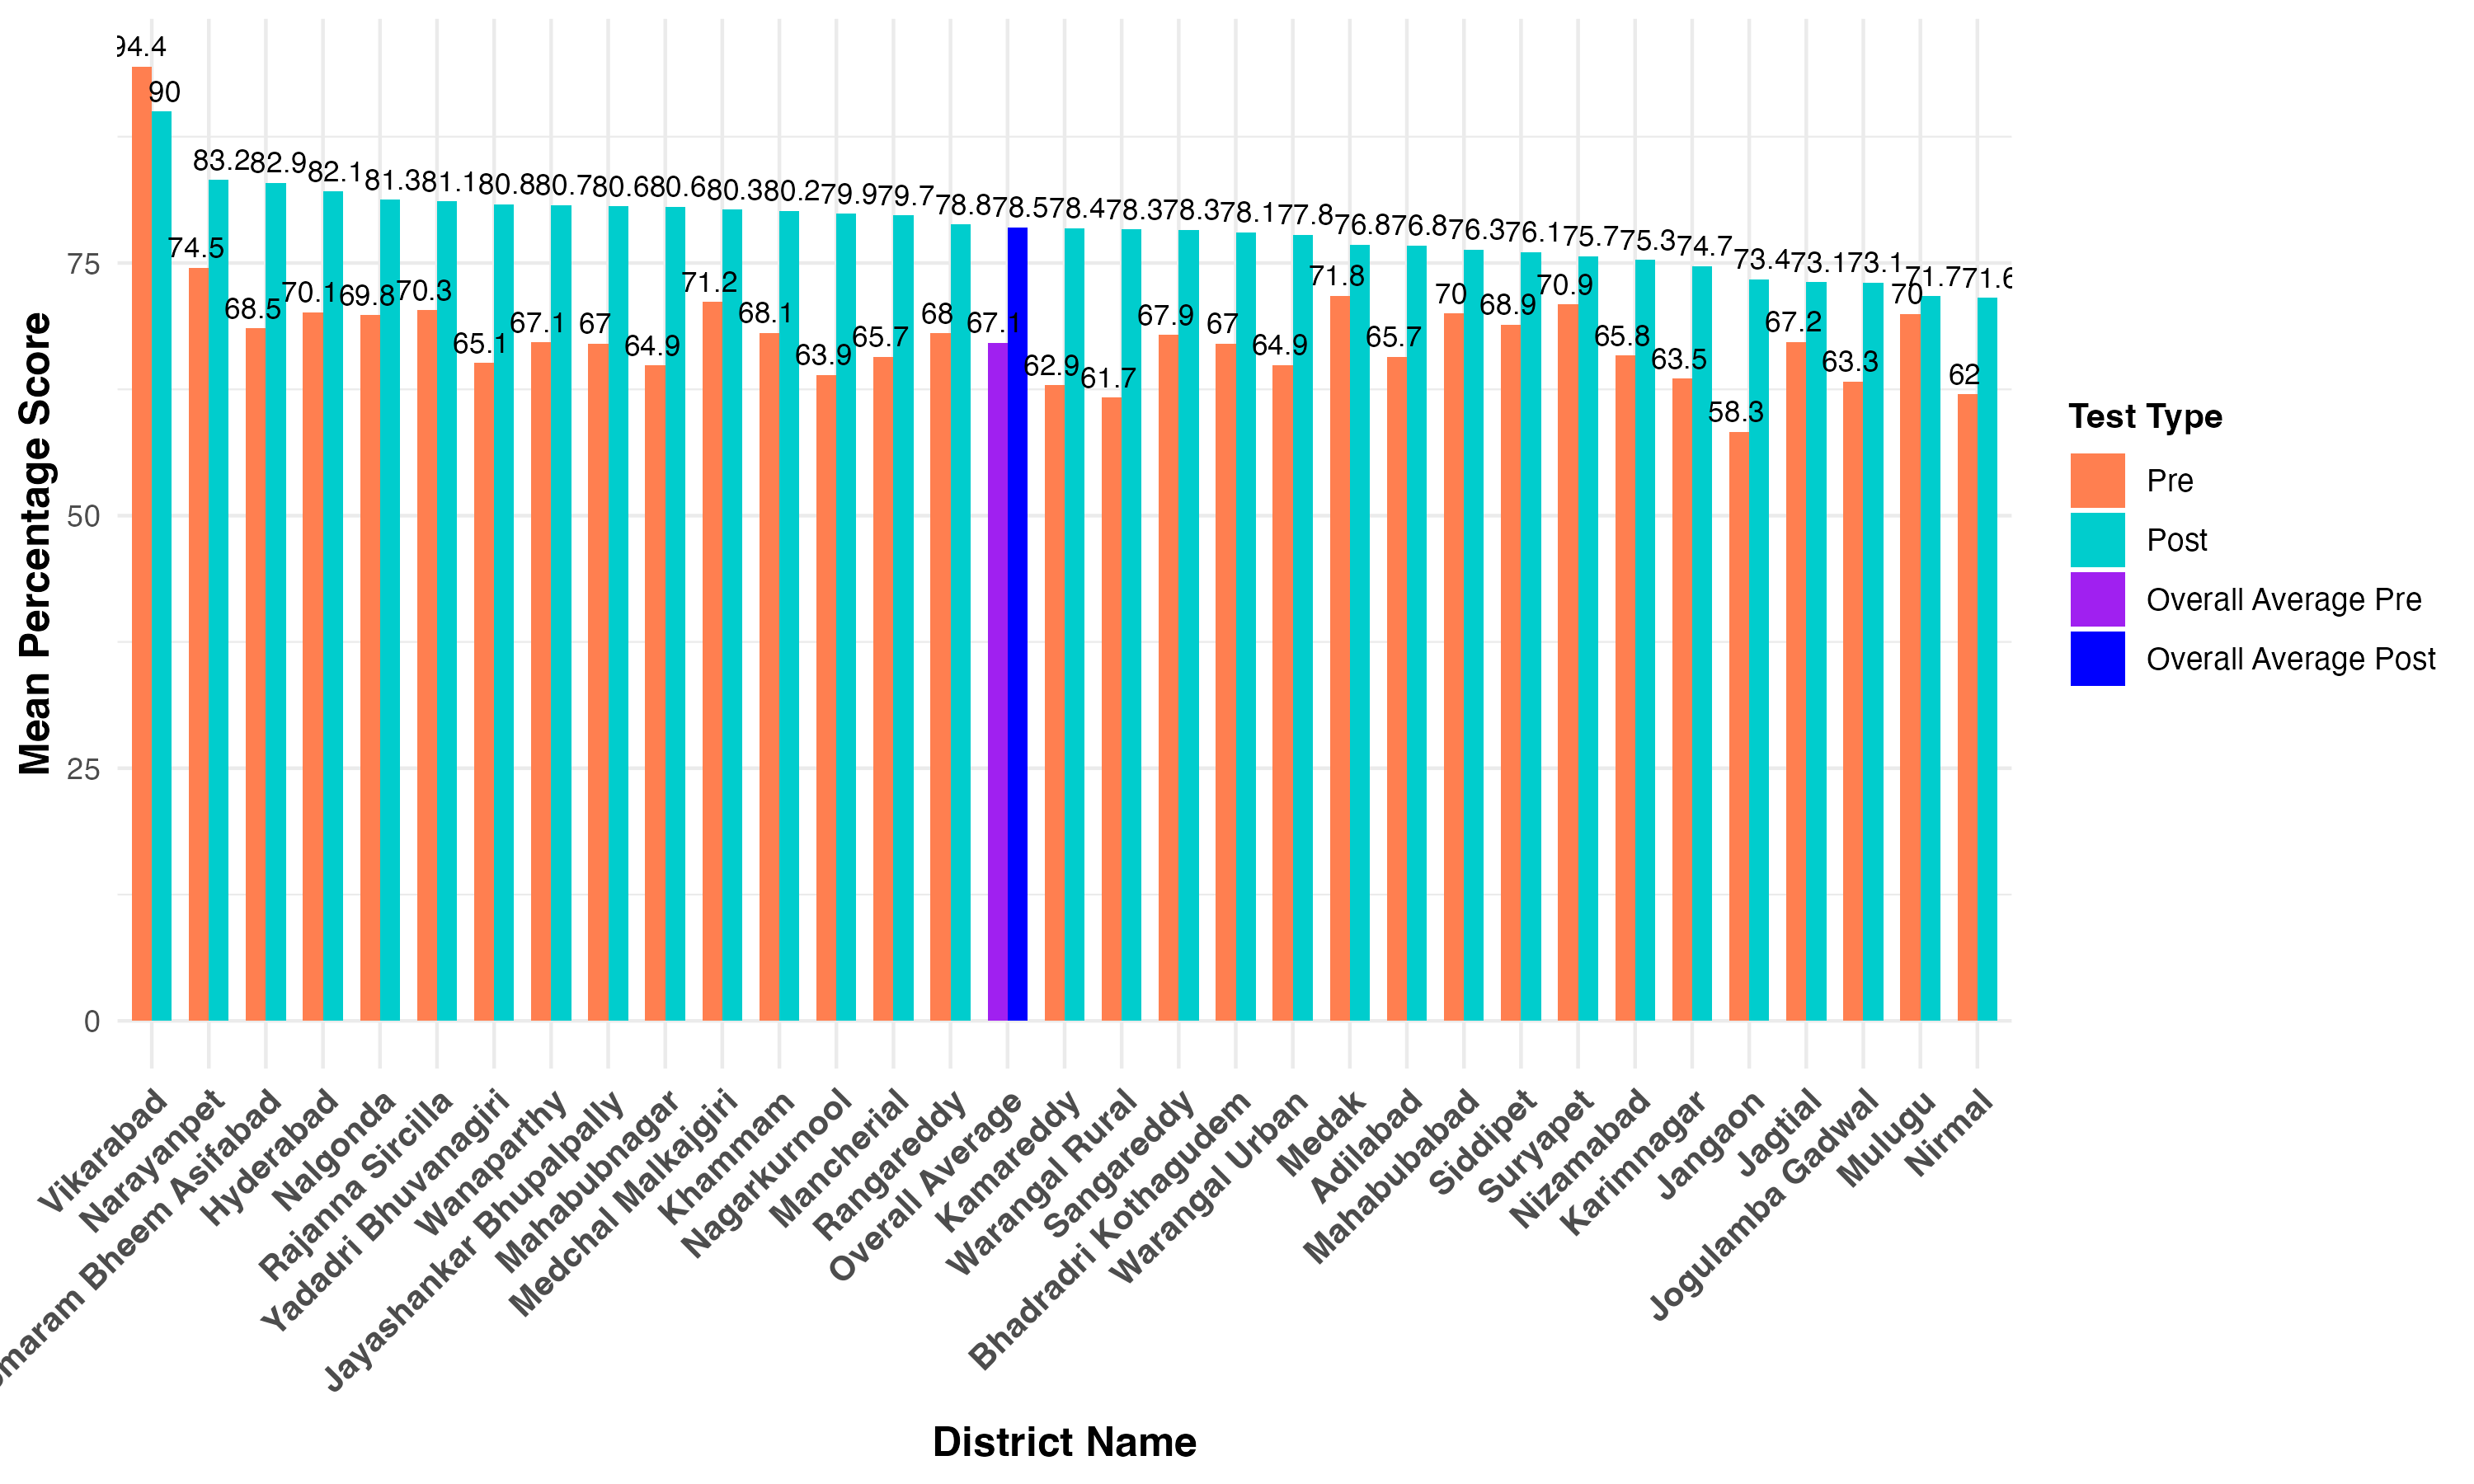 94.4
90
74.5
83.2
68.5
82.9
70.1
82.1
69.8
81.3
70.3
81.1
65.1
80.8
67.1
80.7
67
80.6
64.9
80.6
71.2
80.3
68.1
80.2
63.9
79.9
65.7
79.7
68
78.8
67.1
78.5
62.9
78.4
61.7
78.3
67.9
78.3
67
78.1
64.9
77.8
71.8
76.8
65.7
76.8
70
76.3
68.9
76.1
70.9
75.7
65.8
75.3
63.5
74.7
58.3
73.4
67.2
73.1
63.3
73.1
70
71.7
62
71.6
75
50
25
0
Mean Percentage Score
Vikarabad
Narayanpet
maram Bheem Asifabad
Hyderabad
Nalgonda
Rajanna Sircilla
Yadadri Bhuvanagiri
Wanaparthy
Jayashankar Bhupalpally
Mahabubnagar
Medchal Malkajgiri
Khammam
Nagarkurnool
Mancherial
Rangareddy
Overall Average
Kamareddy
Warangal Rural
Sangareddy
Bhadradri Kothagudem
Warangal Urban
Medak
Adilabad
Mahabubabad
Siddipet
Suryapet
Nizamabad
Karimnagar
Jangaon
Jagtial
Jogulamba Gadwal
Mulugu
Nirmal
District Name
Test Type
Pre
Post
Overall Average Pre
Overall Average Post